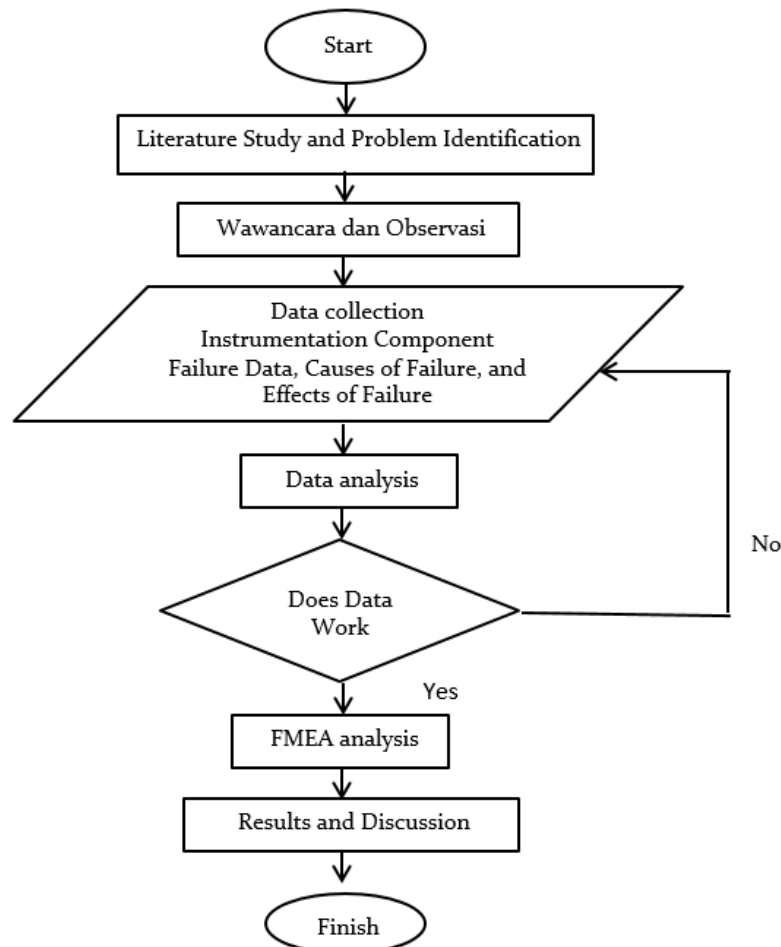 Start
Literature Study and Problem Identification
Wawancara dan Observasi
Data collection
Instrumentation Component
Failure Data, Causes of Failure, and
Effects of Failure
Data analysis
No
Does Data
Work
Yes
FMEA analysis
Results and Discussion
Finish